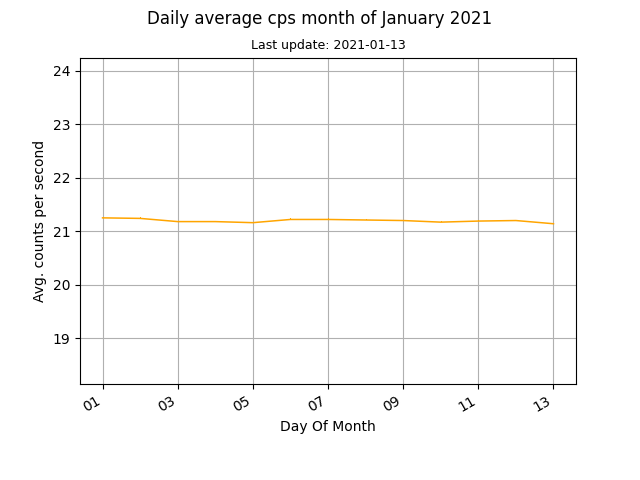 Daily average cps month of January 2021
Last update: 2021-01-13
24
23
22
21
20
19
Avg. counts per second
01 03 05 07 09 11 13
Day Of Month